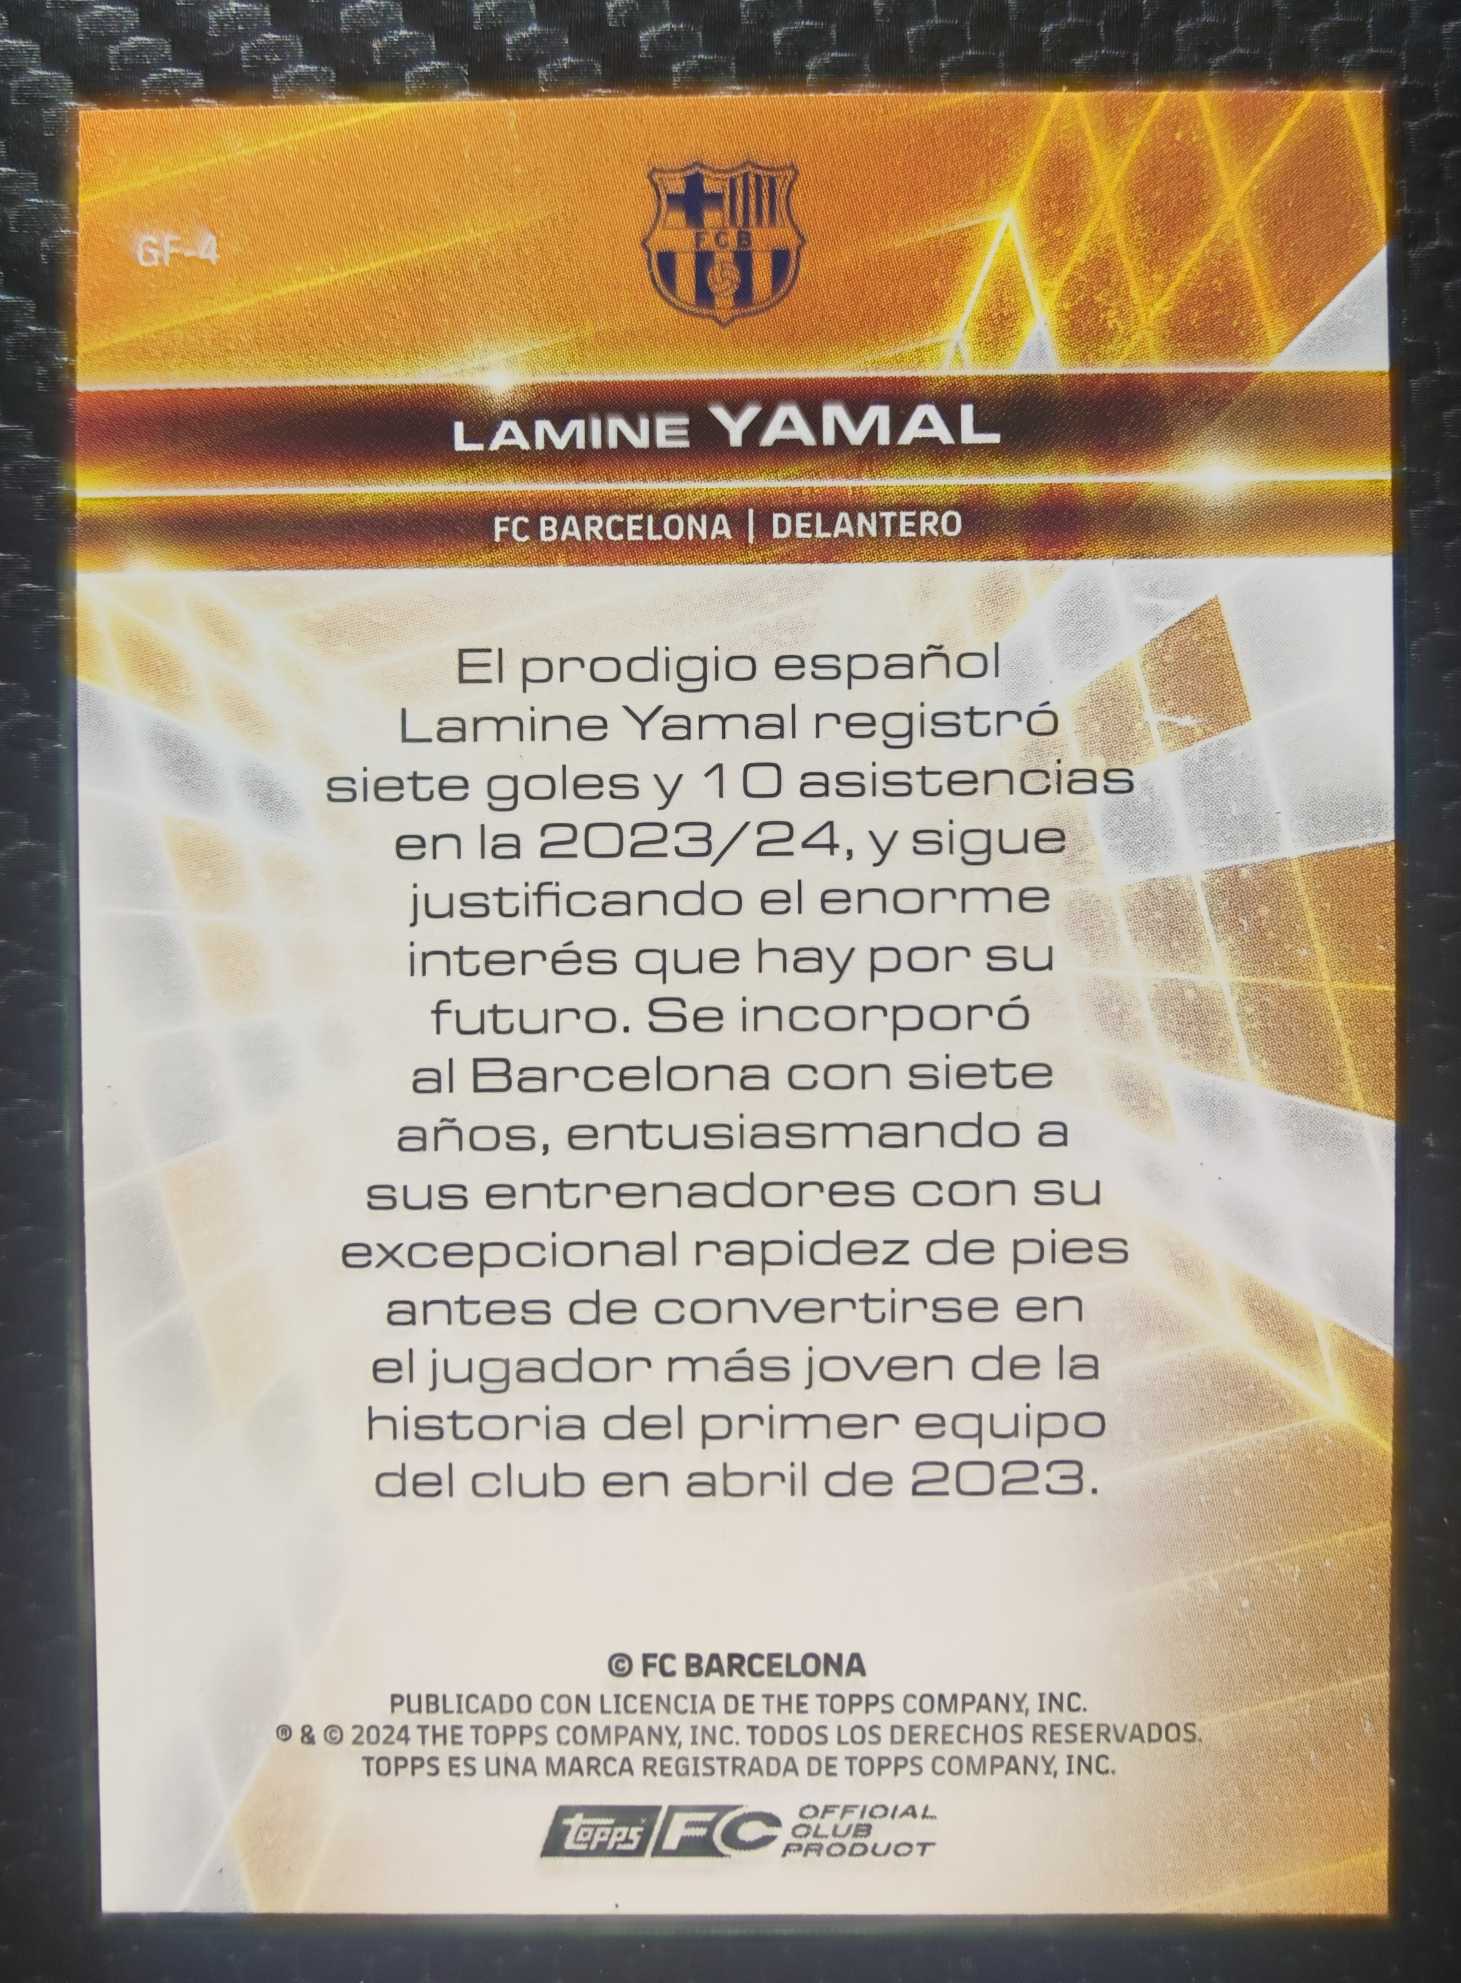 GF-4
FCB
LAMINE YAMAL
FC BARCELONA | DELANTERO
El prodigio español
Lamine Yamal registró
siete goles y 10 asistencias
en la 2023/24, y sigue
justificando el enorme
interés que hay por su
futuro. Se incorporó
al Barcelona con siete
años, entusiasmando a
sus entrenadores con su
excepcional rapidez de pies
antes de convertirse en
el jugador más joven de la
historia del primer equipo
del club en abril de 2023.
© FC BARCELONA
PUBLICADO CON LICENCIA DE THE TOPPS COMPANY, INC.
® & © 2024 THE TOPPS COMPANY, INC. TODOS LOS DERECHOS RESERVADOS.
TOPPS ES UNA MARCA REGISTRADA DE TOPPS COMPANY, INC.
topps FC OFFICIAL
CLUB
PRODUCT